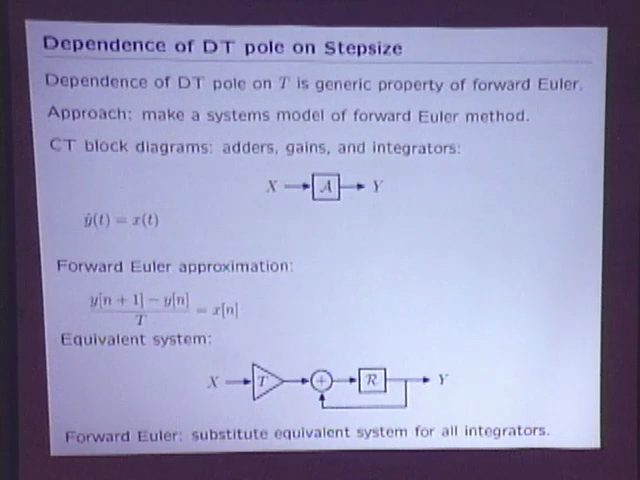 Dependence of DT pole on Stepsize
Dependence of DT pole on T is generic property of forward Euler.
Approach: make a systems model of forward Euler method.
CT block diagrams: adders, gains, and integrators:
X A Y
ẏ(t) = x(t)
Forward Euler approximation:
y[n + 1] − y[n]
T
= x[n]
Equivalent system:
X T + R Y
Forward Euler: substitute equivalent system for all integrators.